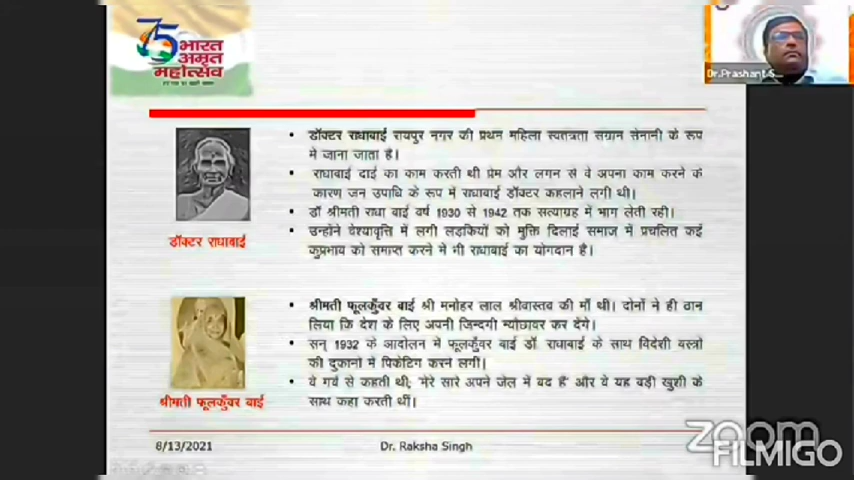 75 भारत
अमृत
महोत्सव
Dr.Prashant S...
डॉक्टर राधाबाई रायपुर नगर की प्रथन महिला स्वतंत्रता संग्रान सेनानी के रूप
मे जाना जाता है।
राधाबाई दाई का काम करती थी प्रेम और लगन से वे अपना काम करने के
कारण जन उपाधि के रूप में राधाबाई डॉक्टर कहलाने लगी थी।
डॉ श्रीमती राधा बाई वर्ष 1930 से 1942 तक सत्याग्रह में भाग लेती रही।
उन्होंने वेश्यावृत्ति में लगी लड़कियों को मुक्ति दिलाई समाज में प्रचलित कई
कुप्रभाव को समाप्त करने मे भी राधाबाई का योगदान है।
डॉक्टर राधाबाई
श्रीमती फूलकुँवर बाई श्री मनोहर लाल श्रीवास्तव की माँ थीं। दोनों ने ही ठान
लिया कि देश के लिए अपनी जिन्दगी न्यौछावर कर देंगे।
सन् 1932 के आंदोलन में फूलकुँवर बाई डॉ. राधाबाई के साथ विदेशी वस्त्रों
की दुकानों में पिकेटिंग करने लगीं।
वे गर्व से कहती थी, 'मेरे सारे अपने जेल में बंद हैं' और वे यह बड़ी खुशी के
साथ कहा करती थीं।
श्रीमती फूलकुँवर बाई
8/13/2021
Dr. Raksha Singh
zoom
FILMIGO